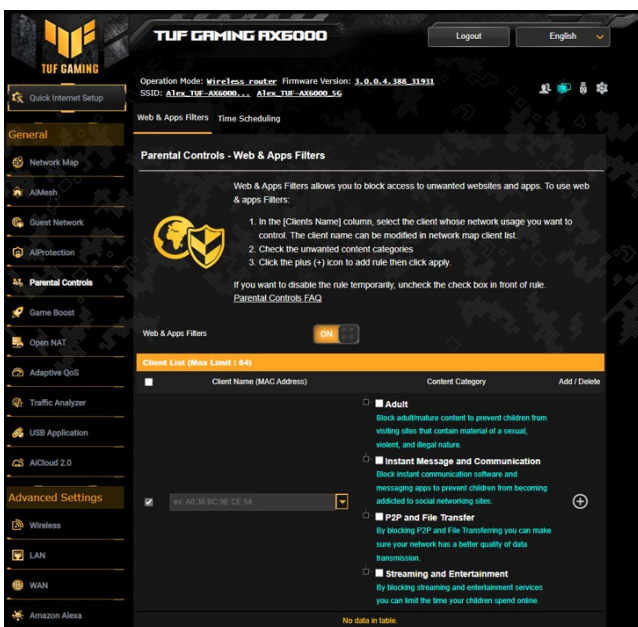 TUF GAMING AX6000
Logout
English
TUF GAMING
Quick Internet Setup
General
Network Map
AiMesh
Guest Network
AiProtection
Parental Controls
Game Boost
Open NAT
Adaptive QoS
Traffic Analyzer
USB Application
AiCloud 2.0
Advanced Settings
Wireless
LAN
WAN
Amazon Alexa
Operation Mode: Wireless router Firmware Version: 3.0.0.4.388_31931
SSID: Alex_TUF-AX6000... Alex_TUF-AX6000_5G
Web & Apps Filters Time Scheduling
Parental Controls - Web & Apps Filters
Web & Apps Filters allows you to block access to unwanted websites and apps. To use web
& apps Filters:
1. In the [Clients Name] column, select the client whose network usage you want to
control. The client name can be modified in network map client list.
2. Check the unwanted content categories
3. Click the plus (+) icon to add rule then click apply.
If you want to disable the rule temporarily, uncheck the check box in front of rule.
Parental Controls FAQ
Web & Apps Filters ON
Client List (Max Limit : 64)
Client Name (MAC Address) Content Category Add / Delete
ex: A0:36:BC:9E:CE:54
Adult
Block adult/mature content to prevent children from
visiting sites that contain material of a sexual,
violent, and illegal nature.
Instant Message and Communication
Block instant communication software and
messaging apps to prevent children from becoming
addicted to social networking sites.
P2P and File Transfer
By blocking P2P and File Transferring you can make
sure your network has a better quality of data
transmission.
Streaming and Entertainment
By blocking streaming and entertainment services
you can limit the time your children spend online.
No data in table.